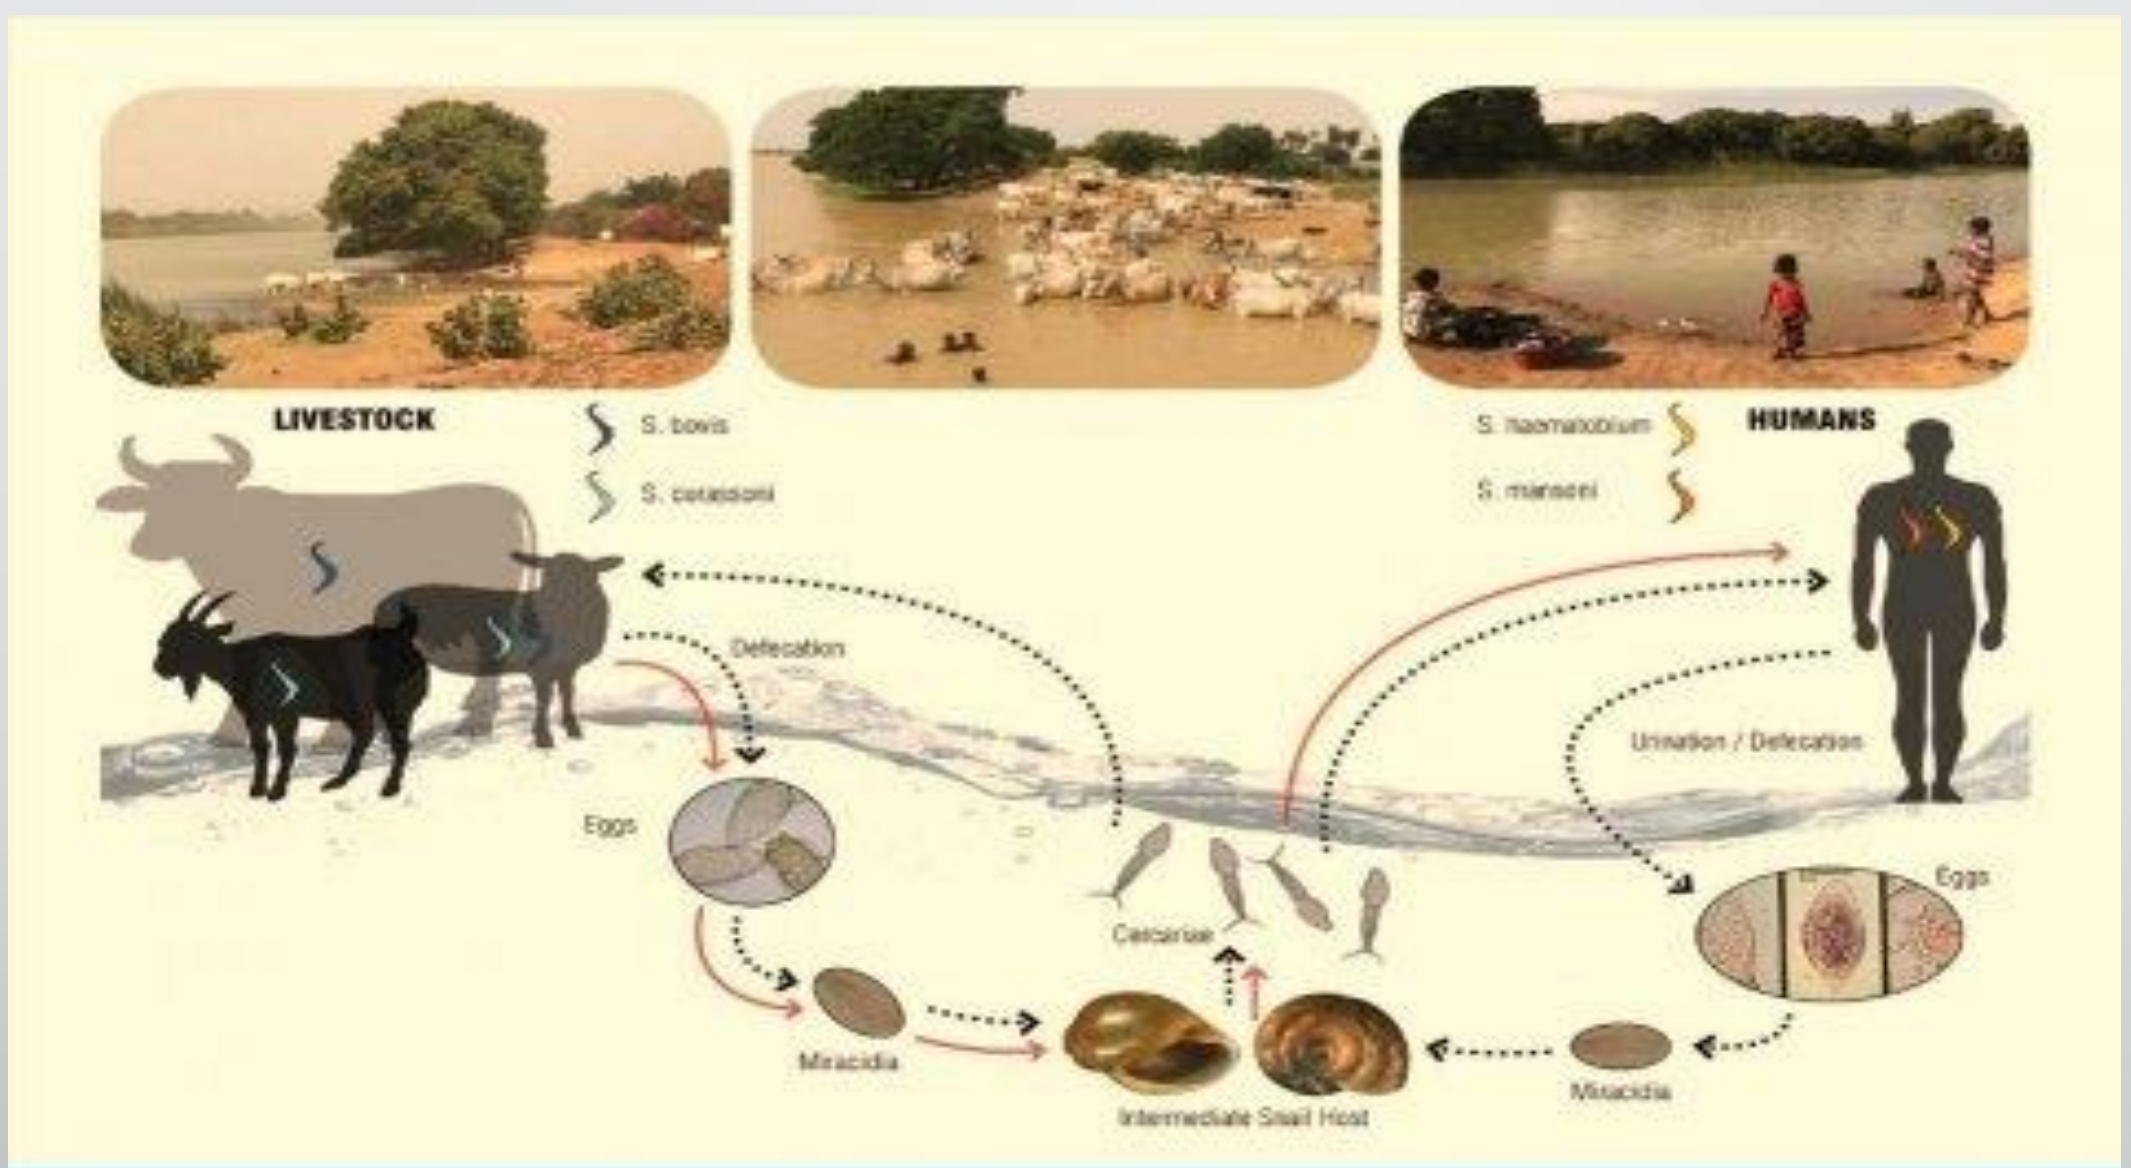 LIVESTOCK
S. bovis
S. curassoni
S. haematobium
HUMANS
S. mansoni
Defecation
Urination / Defecation
Eggs
Eggs
Cercariae
Miracidia
Miracidia
Intermediate Snail Host